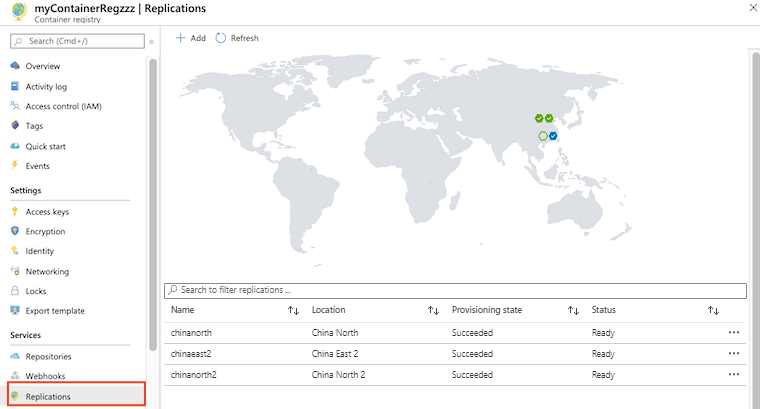 myContainerRegzzz | Replications
Container registry
Search (Cmd+/)
Add
Refresh
Overview
Activity log
Access control (IAM)
Tags
Quick start
Events
Settings
Access keys
Encryption
Identity
Networking
Locks
Export template
Services
Repositories
Webhooks
Replications
Search to filter replications ...
Name Location Provisioning state Status
chinanorth China North Succeeded Ready
chinaeast2 China East 2 Succeeded Ready
chinanorth2 China North 2 Succeeded Ready